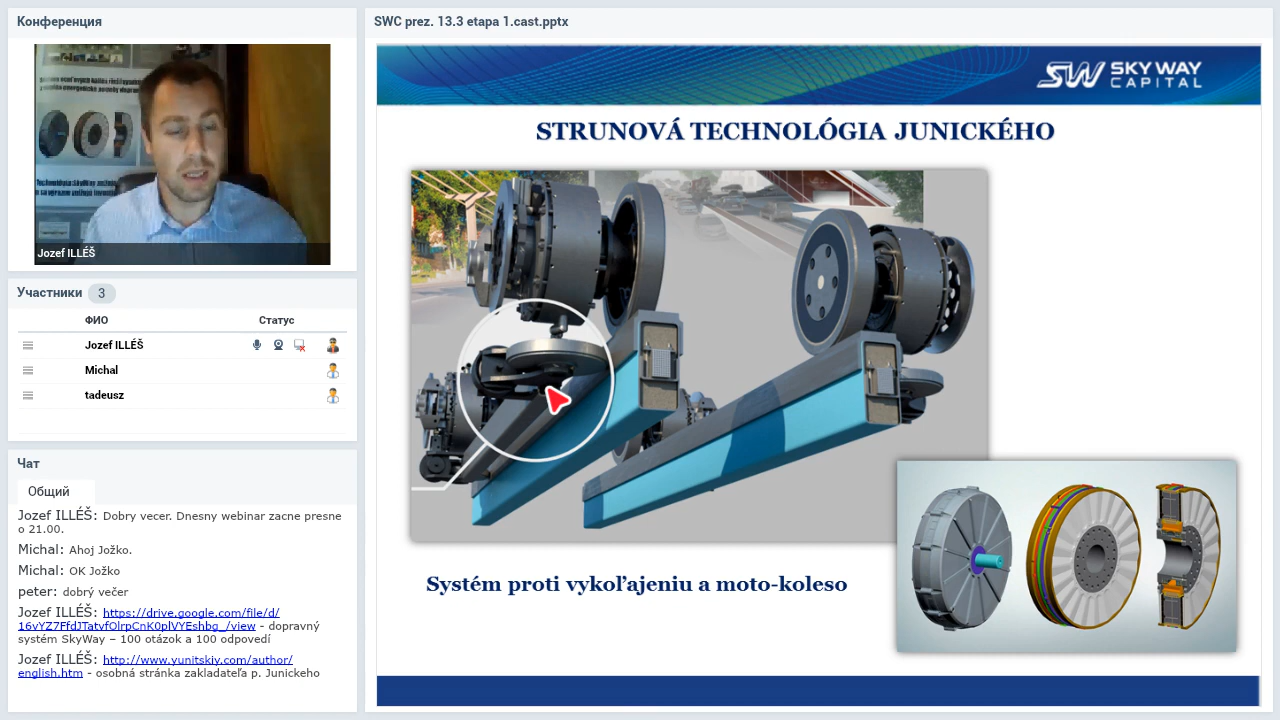 Конференция
Jozef ILLÉŠ
Участники 3
ФИО Статус
Jozef ILLÉŠ
Michal
tadeusz
Чат
Общий
Jozef ILLÉŠ: Dobry vecer. Dnesny webinar zacne presne
o 21.00.
Michal: Ahoj Jožko.
Michal: OK Jožko
peter: dobrý večer
Jozef ILLÉŠ: https://drive.google.com/file/d/
- dopravný
systém SkyWay – 100 otázok a 100 odpovedí
Jozef ILLÉŠ: http://www.yunitskiy.com/author/
english.htm - osobná stránka zakladateľa p. Junickeho
SWC prez. 13.3 etapa 1.cast.pptx
SW SKY WAY
CAPITAL
STRUNOVÁ TECHNOLÓGIA JUNICKÉHO
Systém proti vykoľajeniu a moto-koleso